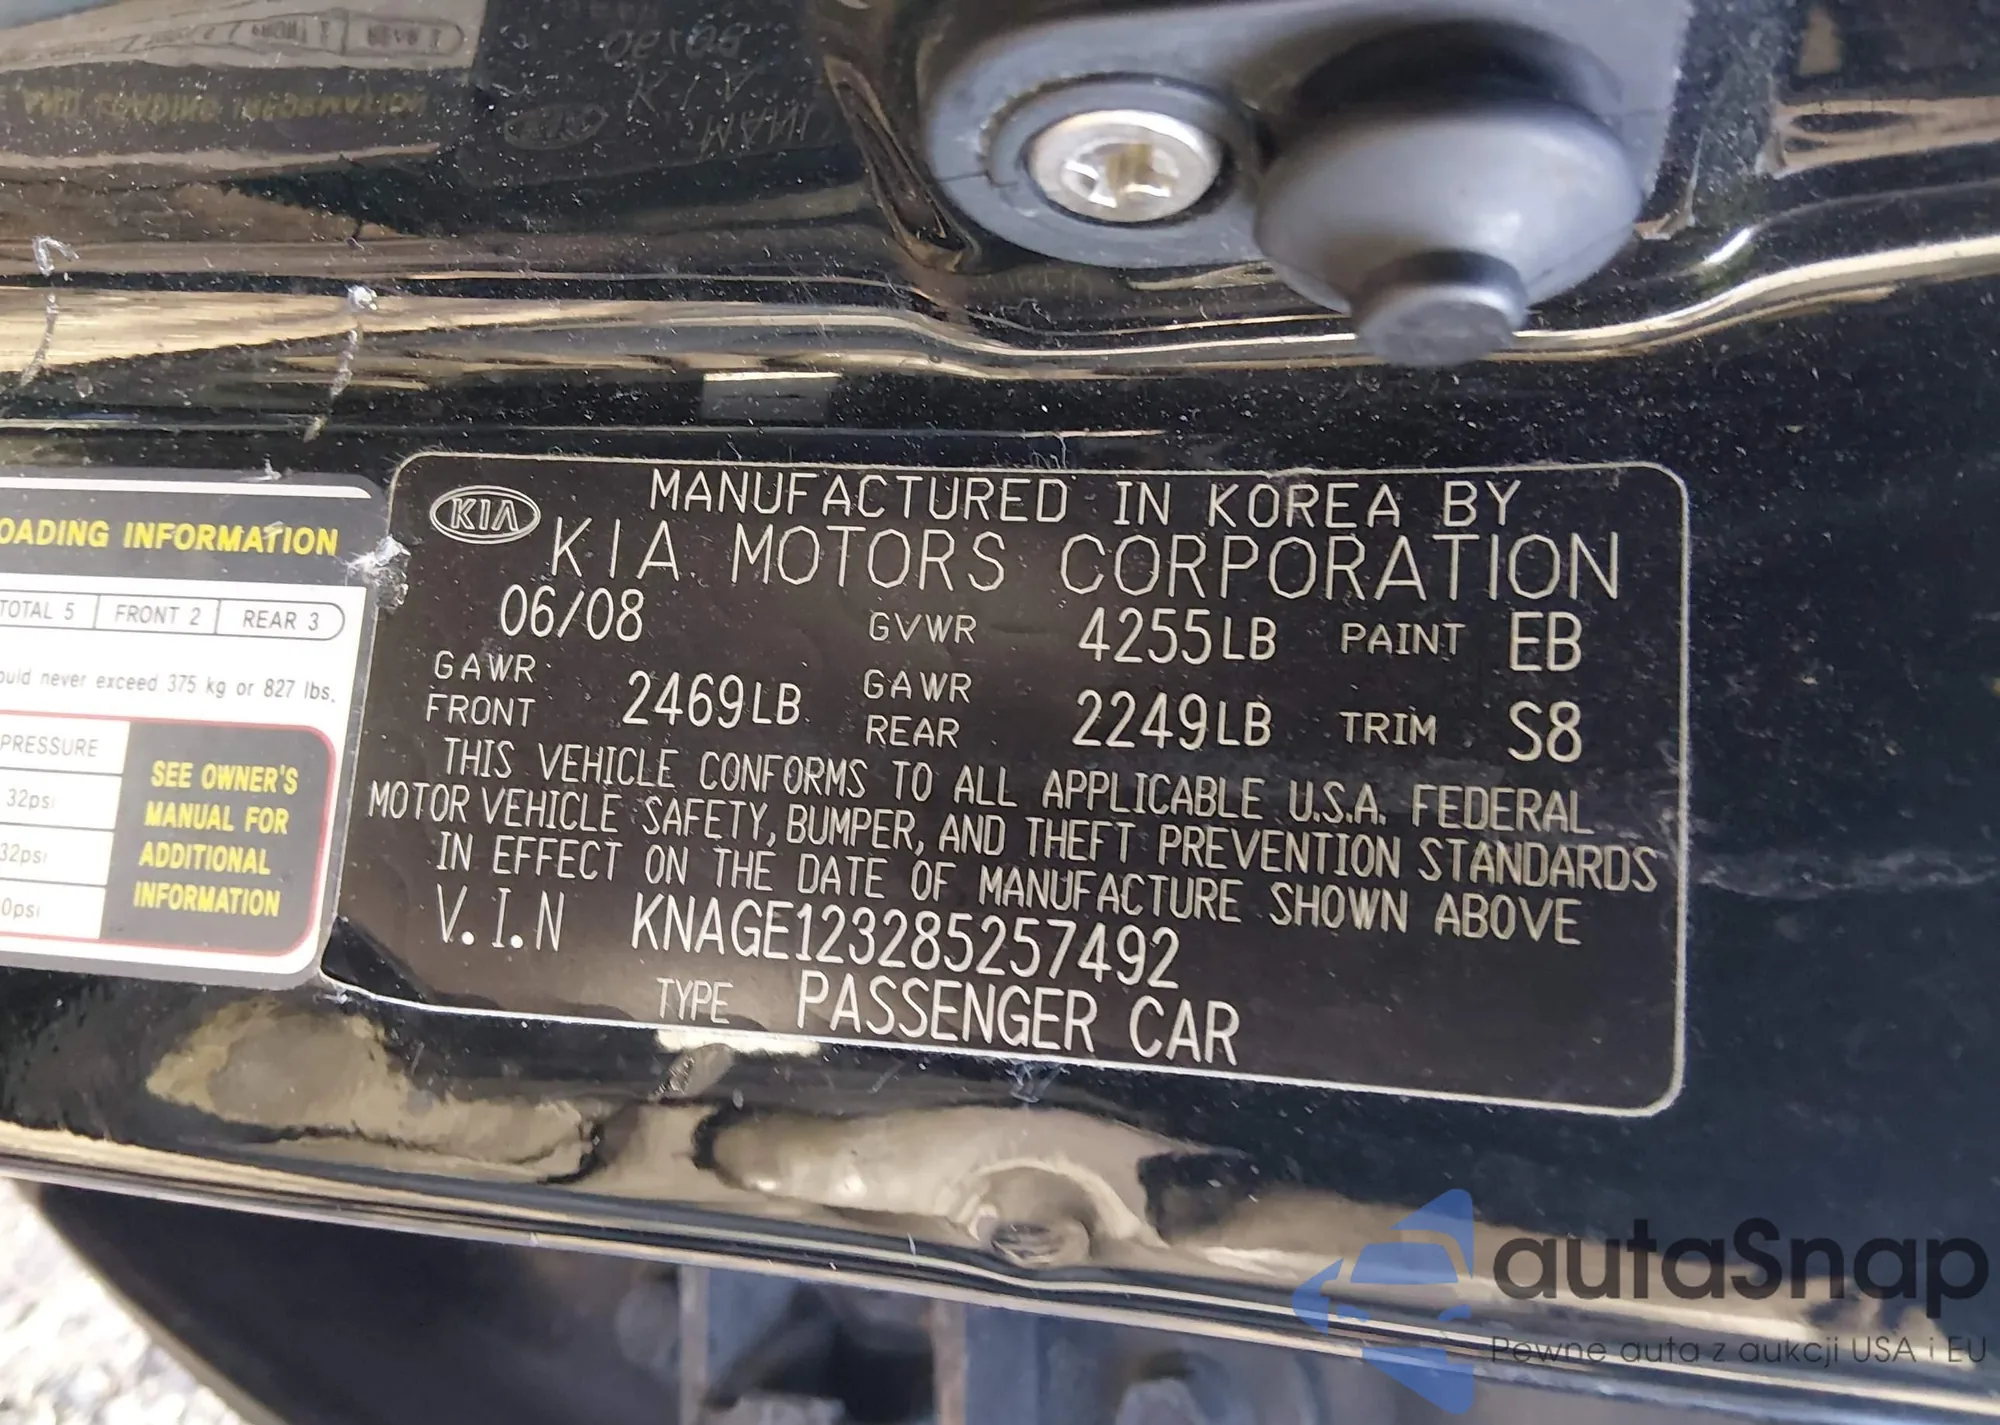 OADING INFORMATION
TOTAL 5 FRONT 2 REAR 3
ould never exceed 375 kg or 827 lbs.
PRESSURE
32psi
32psi
0psi
SEE OWNER'S
MANUAL FOR
ADDITIONAL
INFORMATION
KIA
MANUFACTURED IN KOREA BY
KIA MOTORS CORPORATION
06/08 GVWR 4255LB PAINT EB
GAWR FRONT 2469LB GAWR REAR 2249LB TRIM S8
THIS VEHICLE CONFORMS TO ALL APPLICABLE U.S.A. FEDERAL
MOTOR VEHICLE SAFETY, BUMPER, AND THEFT PREVENTION STANDARDS
IN EFFECT ON THE DATE OF MANUFACTURE SHOWN ABOVE
V.I.N KNAGE123285257492
TYPE PASSENGER CAR
autaSnap
Pewne auta z aukcji USA i EU